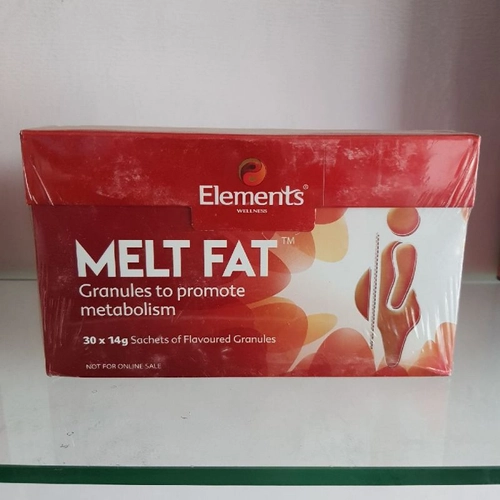 Elements®
WELLNESS
MELT FAT™
Granules to promote
metabolism
30 x 14g Sachets of Flavoured Granules
NOT FOR ONLINE SALE